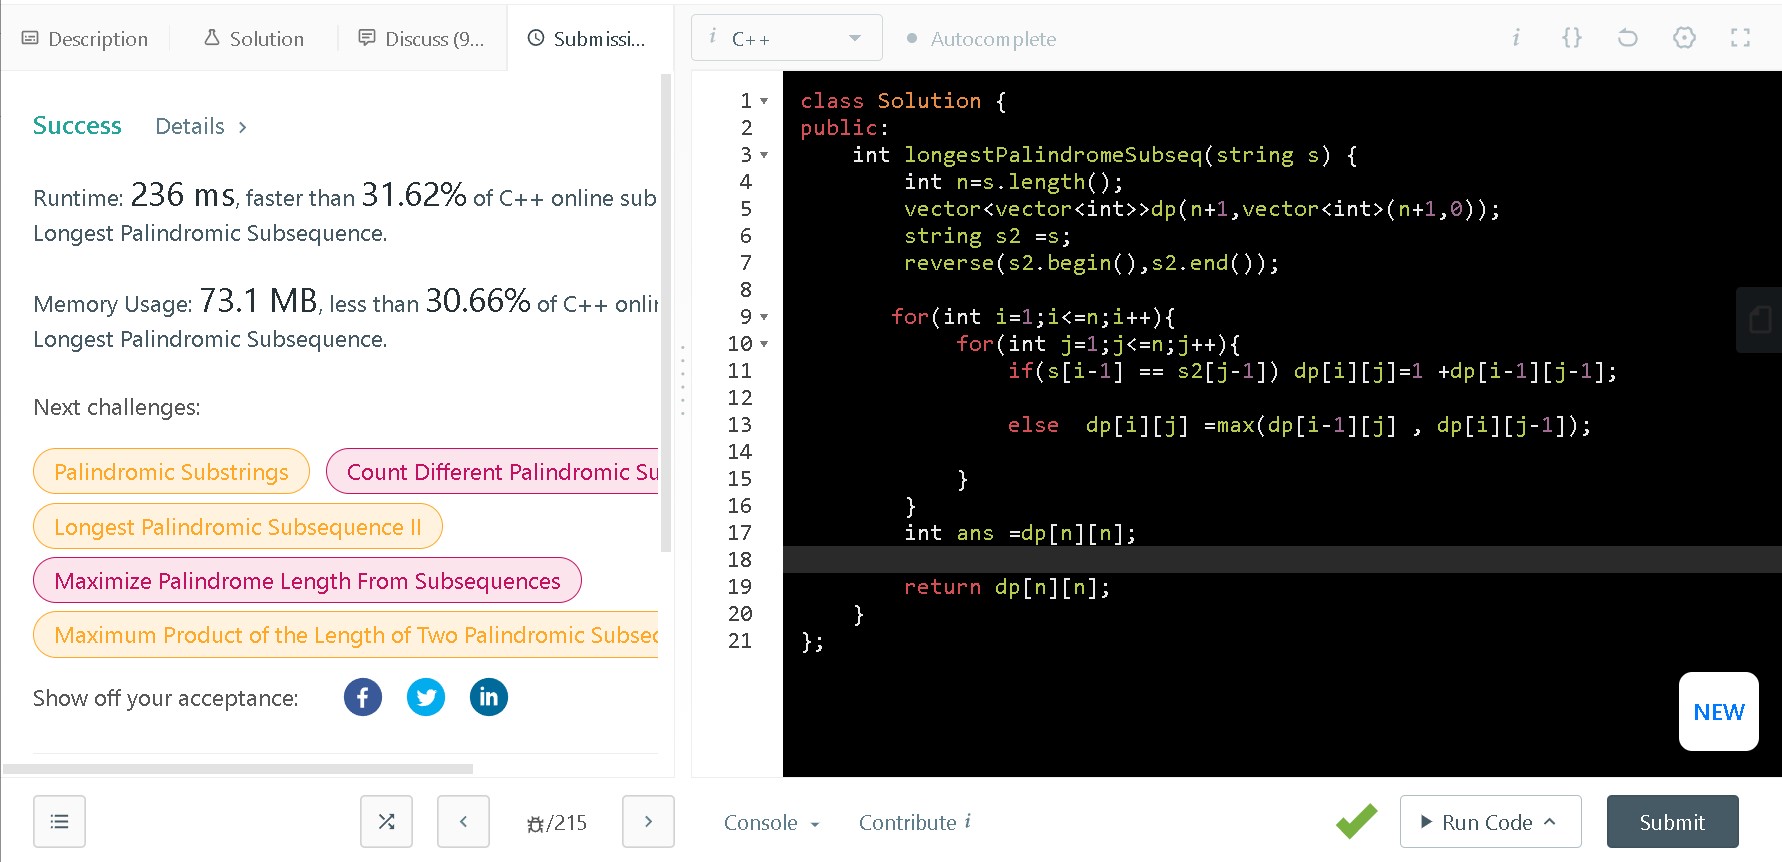 Description
Solution
Discuss (9...
Submissi...
i C++
Autocomplete
i {}
Success Details >
Runtime: 236 ms, faster than 31.62% of C++ online sub
Longest Palindromic Subsequence.
Memory Usage: 73.1 MB, less than 30.66% of C++ onlin
Longest Palindromic Subsequence.
Next challenges:
Palindromic Substrings
Count Different Palindromic Su
Longest Palindromic Subsequence II
Maximize Palindrome Length From Subsequences
Maximum Product of the Length of Two Palindromic Subsec
Show off your acceptance:
f
in
1 class Solution {
2 public:
3 int longestPalindromeSubseq(string s) {
4 int n=s.length();
5 vector<vector<int>>dp(n+1,vector<int>(n+1,0));
6 string s2 =s;
7 reverse(s2.begin(),s2.end());
8
9 for(int i=1;i<=n;i++){
10 for(int j=1;j<=n;j++){
11 if(s[i-1] == s2[j-1]) dp[i][j]=1 +dp[i-1][j-1];
12
13 else dp[i][j] =max(dp[i-1][j] , dp[i][j-1]);
14
15 }
16 }
17 int ans =dp[n][n];
18
19 return dp[n][n];
20 }
21 };
NEW
/215
Console
Contribute i
Run Code
Submit